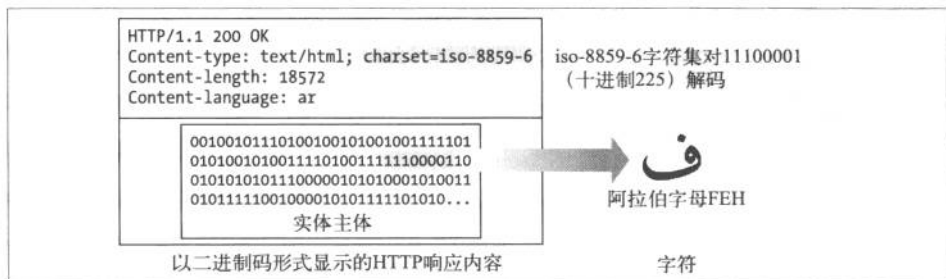 HTTP/1.1 200 OK
Content-type: text/html; charset=iso-8859-6
Content-length: 18572
Content-language: ar
iso-8859-6字符集对11100001
（十进制225）解码
00100101110100100101001001111101
0101001010011110100111111110000110
01010101011100000101010001010011
01011111001000010101111101010...
实体主体
ف
阿拉伯字母FEH
以二进制码形式显示的HTTP响应内容
字符